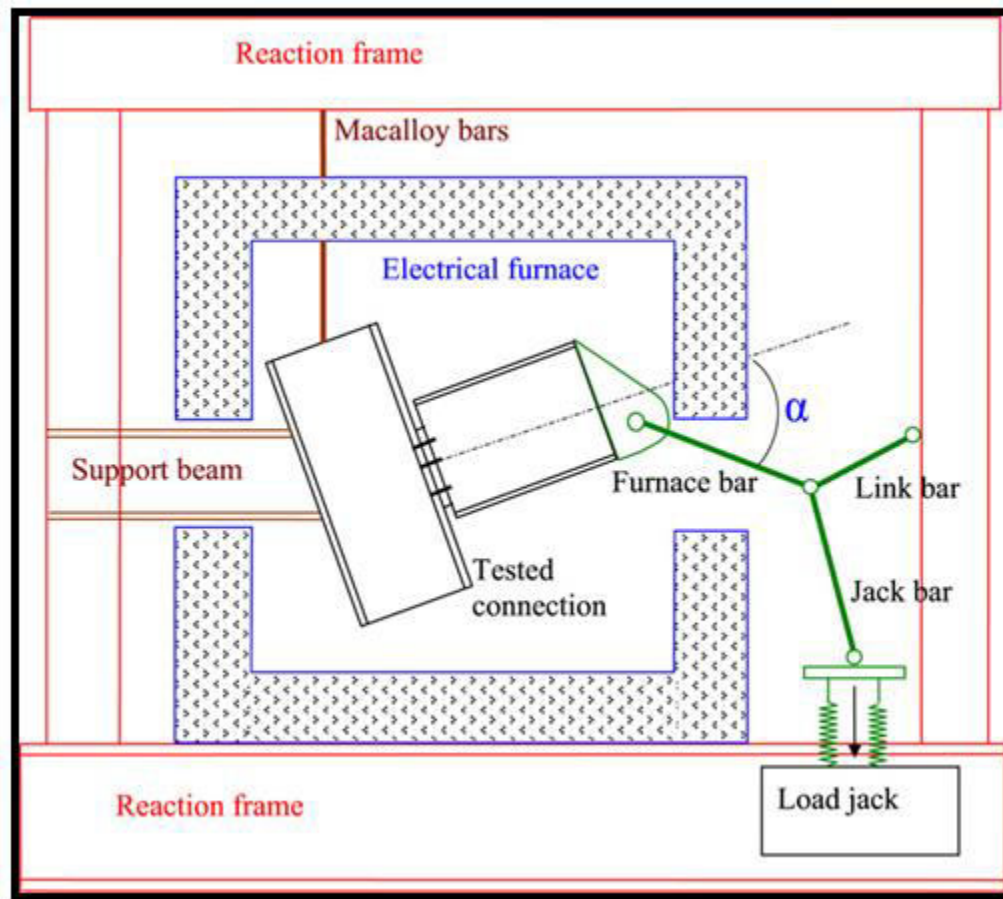 Reaction frame
Macalloy bars
Electrical furnace
α
Support beam
Furnace bar
Link bar
Tested
connection
Jack bar
Load jack
Reaction frame